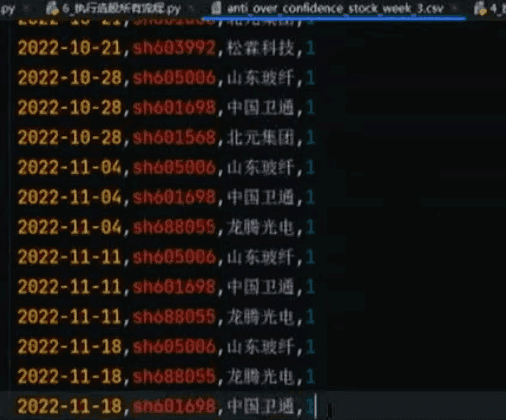 .py 6_执行选股所有流程.py anti_over_confidence_stock_week_3.csv 4_
2022-10-21,sh603992,松霖科技,1
2022-10-28,sh605006,山东玻纤,1
2022-10-28,sh601698,中国卫通,1
2022-10-28,sh601568,北元集团,1
2022-11-04,sh605006,山东玻纤,1
2022-11-04,sh601698,中国卫通,1
2022-11-04,sh688055,龙腾光电,1
2022-11-11,sh605006,山东玻纤,1
2022-11-11,sh601698,中国卫通,1
2022-11-11,sh688055,龙腾光电,1
2022-11-18,sh605006,山东玻纤,1
2022-11-18,sh688055,龙腾光电,1
2022-11-18,sh601698,中国卫通,1